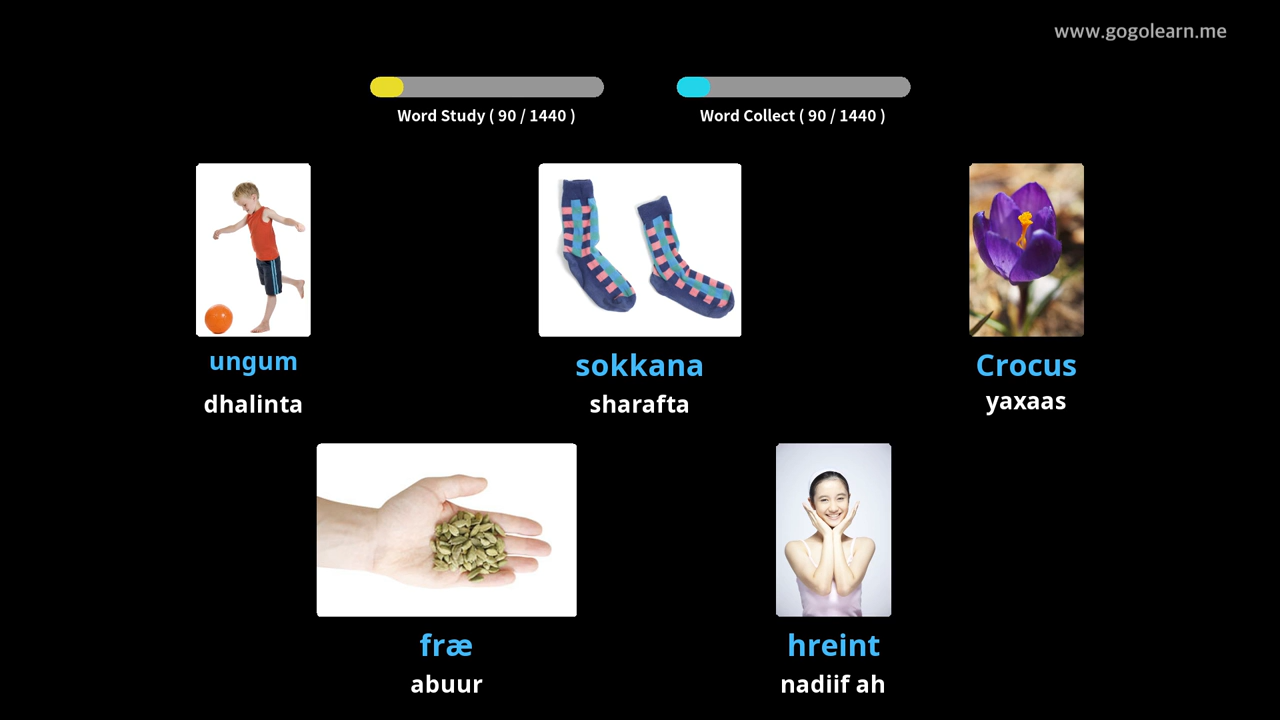 www.gogolearn.me
Word Study ( 90 / 1440 )
Word Collect ( 90 / 1440 )
ungum
dhalinta
sokkana
sharafta
Crocus
yaxaas
fræ
abuur
hreint
nadiif ah